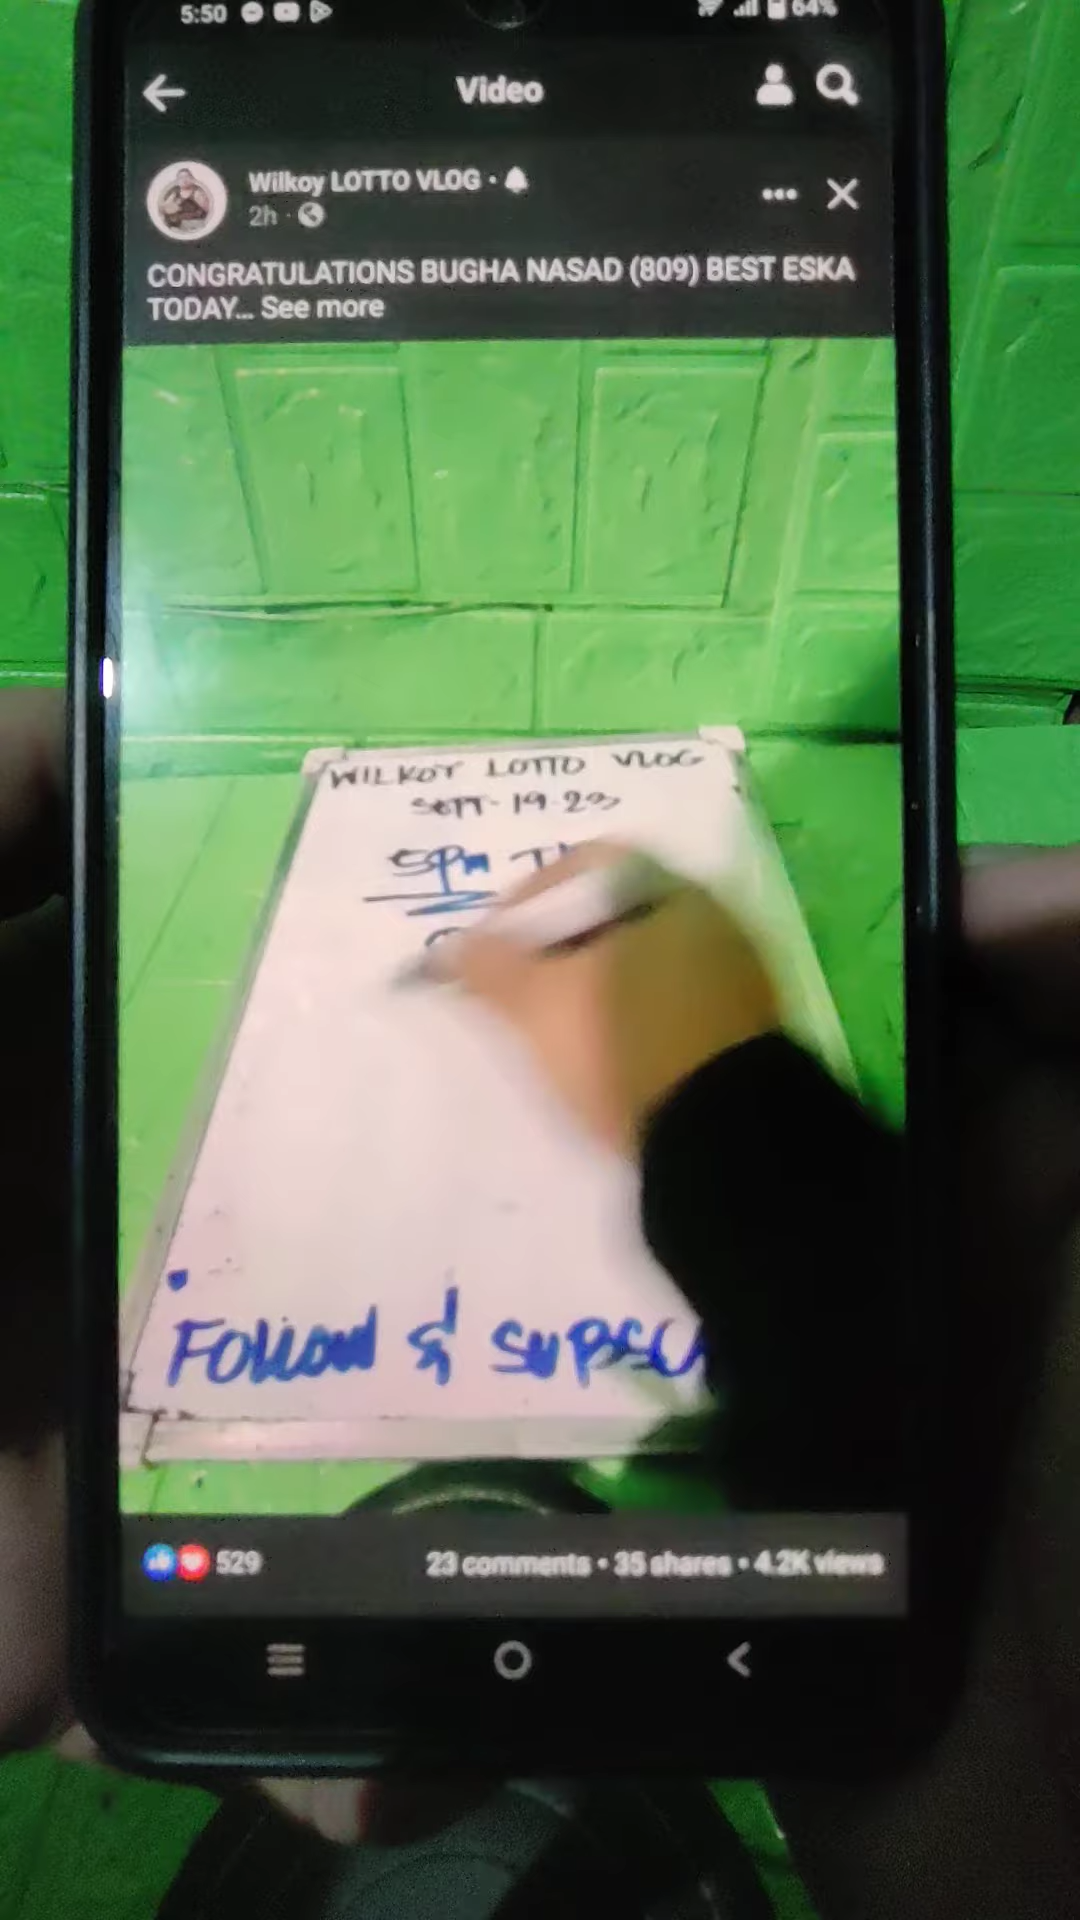 5:50
64%
Video
Wilkoy LOTTO VLOG •
2h ·
CONGRATULATIONS BUGHA NASAD (809) BEST ESKA
TODAY... See more
WILKOY LOTTO VLOG
SEPT-19-23
5pm
FOLLOW & SUBSC
529
23 comments • 35 shares • 4.2K views